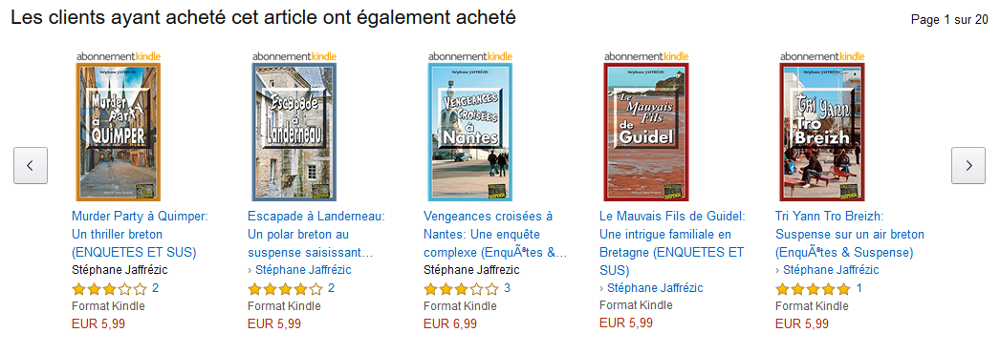 Les clients ayant acheté cet article ont également acheté
Page 1 sur 20
abonnementkindle
Stéphane JAFFRÉZIC
Murder
Party
à QUIMPER
Murder Party à Quimper:
Un thriller breton
(ENQUETES ET SUS)
Stéphane Jaffrézic
2
Format Kindle
EUR 5,99
abonnementkindle
Stéphane JAFFRÉZIC
Escapade
à Landerneau
Escapade à Landerneau:
Un polar breton au
suspense saisissant…
› Stéphane Jaffrézic
2
Format Kindle
EUR 5,99
abonnementkindle
Stéphane JAFFRÉZIC
VENGEANCES
CROISÉES
à Nantes
Vengeances croisées à
Nantes: Une enquête
complexe (EnquÃªtes &…
Stéphane Jaffrezic
3
Format Kindle
EUR 6,99
abonnementkindle
Stéphane JAFFRÉZIC
Le
Mauvais
Fils
de Guidel
Le Mauvais Fils de Guidel:
Une intrigue familiale en
Bretagne (ENQUETES ET
SUS)
› Stéphane Jaffrézic
Format Kindle
EUR 5,99
abonnementkindle
Stéphane JAFFRÉZIC
Tri Yann
Tro
Breizh
Tri Yann Tro Breizh:
Suspense sur un air breton
(EnquÃªtes & Suspense)
› Stéphane Jaffrézic
1
Format Kindle
EUR 5,99